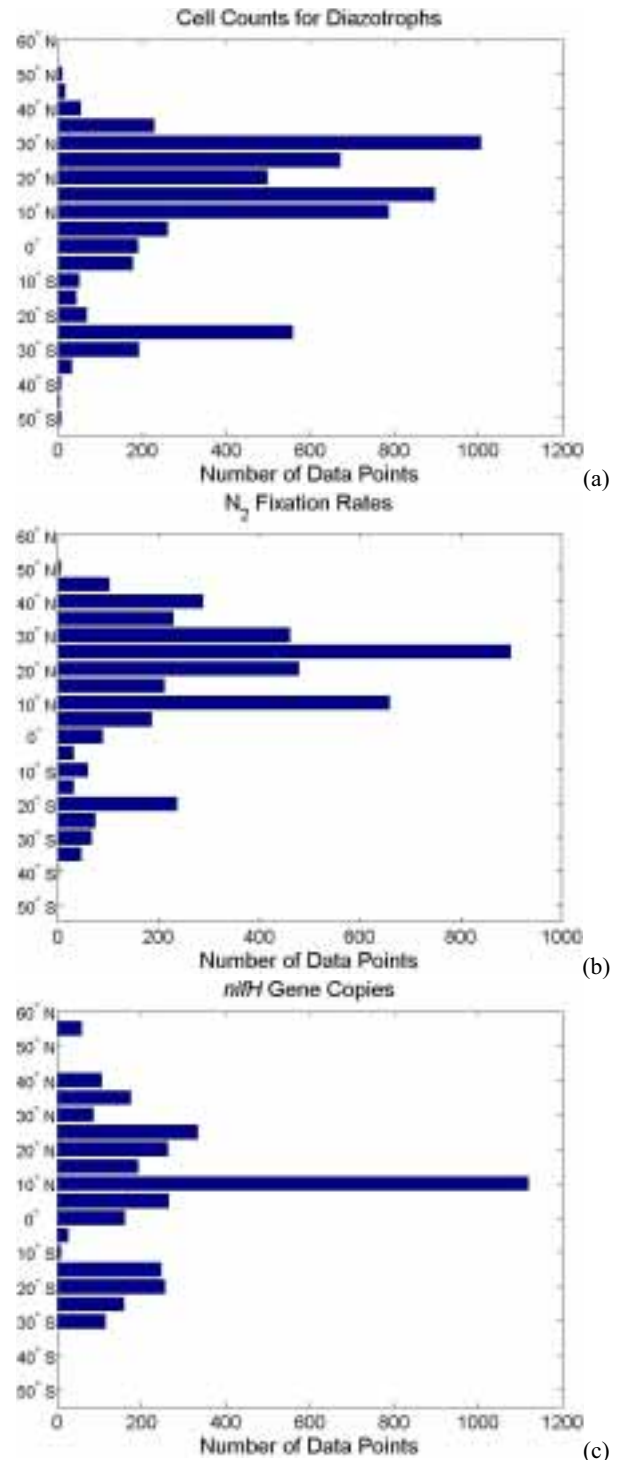 Cell Counts for Diazotrophs
60° N
50° N
40° N
30° N
20° N
10° N
0°
10° S
20° S
30° S
40° S
50° S
0 200 400 600 800 1000 1200
Number of Data Points
(a)
N₂ Fixation Rates
60° N
50° N
40° N
30° N
20° N
10° N
0°
10° S
20° S
30° S
40° S
50° S
0 200 400 600 800 1000
Number of Data Points
(b)
nifH Gene Copies
60° N
50° N
40° N
30° N
20° N
10° N
0°
10° S
20° S
30° S
40° S
50° S
0 200 400 600 800 1000 1200
Number of Data Points
(c)